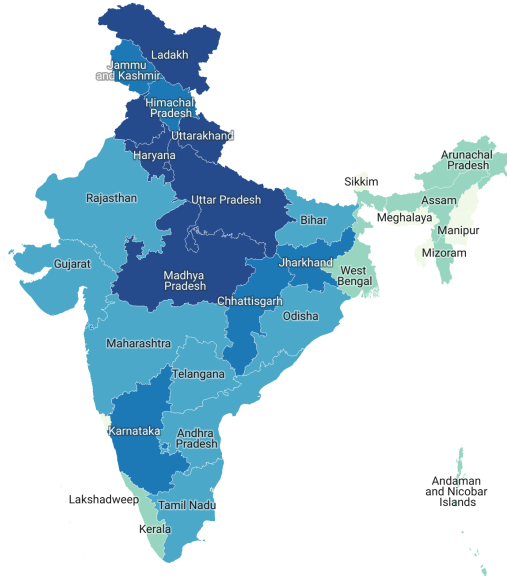 Ladakh
Jammu
and Kashmir
Himachal
Pradesh
Uttarakhand
Haryana
Arunachal
Pradesh
Sikkim
Rajasthan
Uttar Pradesh
Assam
Meghalaya
Bihar
Manipur
Mizoram
Gujarat
Jharkhand
Madhya
Pradesh
West
Bengal
Chhattisgarh
Odisha
Maharashtra
Telangana
Karnataka
Andhra
Pradesh
Andaman
and Nicobar
Islands
Lakshadweep
Tamil Nadu
Kerala